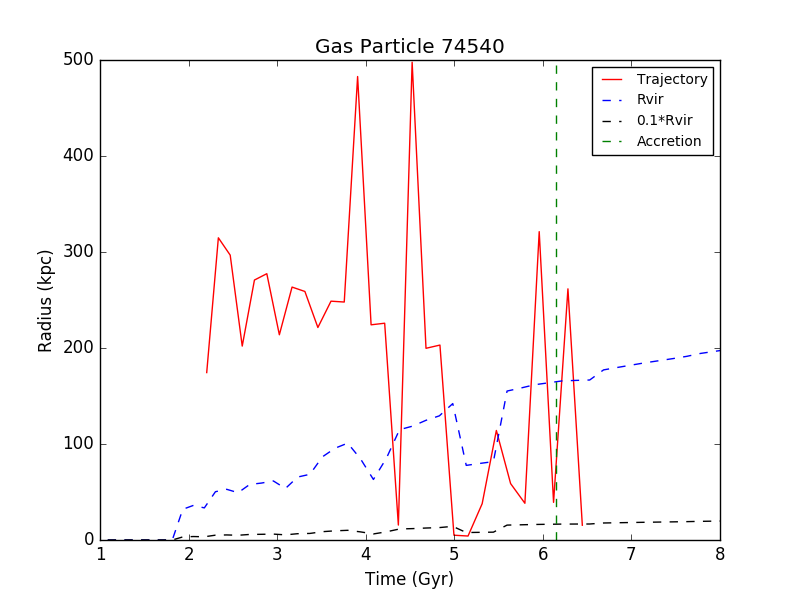 Gas Particle 74540
Trajectory
Rvir
0.1*Rvir
Accretion
500
400
300
200
100
0
Radius (kpc)
1 2 3 4 5 6 7 8
Time (Gyr)